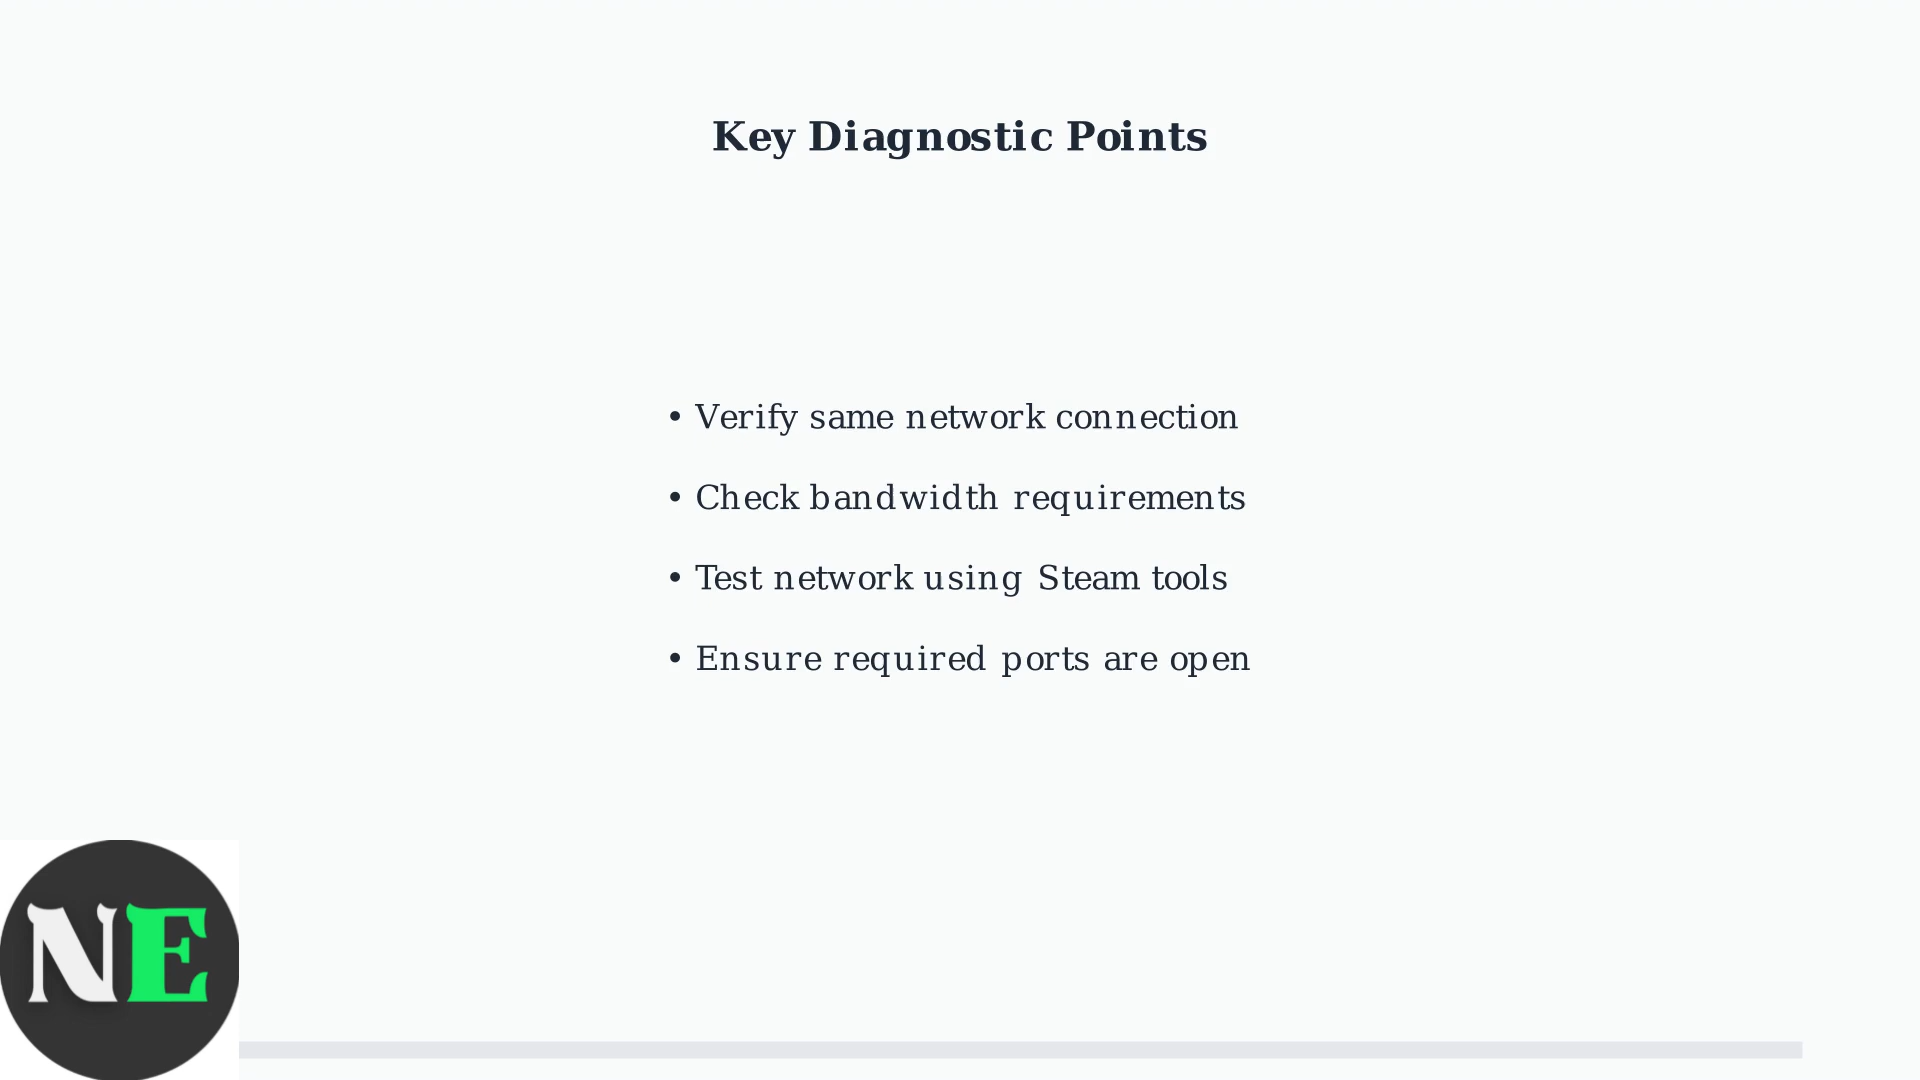 Key Diagnostic Points
• Verify same network connection
• Check bandwidth requirements
• Test network using Steam tools
• Ensure required ports are open
NE